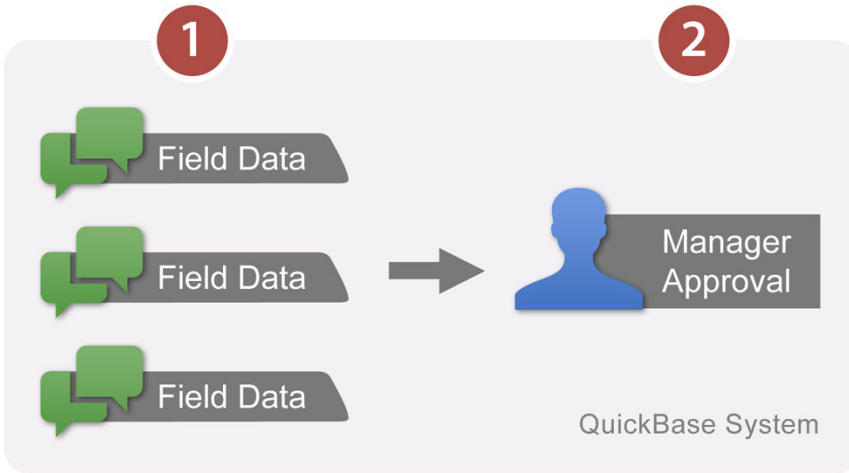 1
2
Field Data
Field Data
Field Data
Manager
Approval
QuickBase System